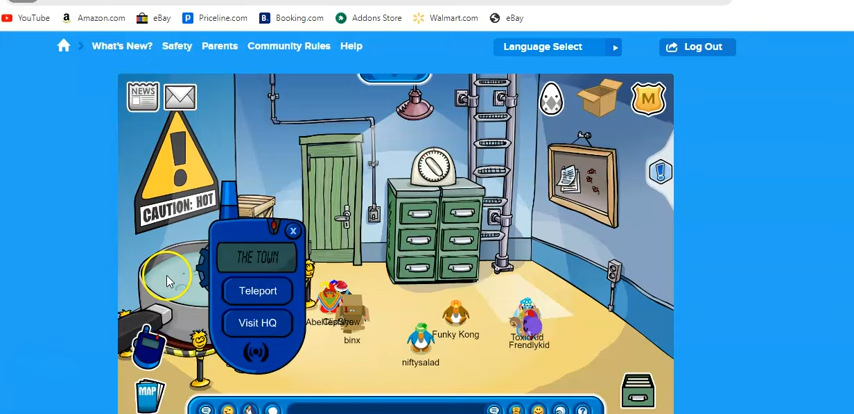 YouTube Amazon.com eBay Priceline.com Booking.com Addons Store Walmart.com eBay
What's New? Safety Parents Community Rules Help Language Select Log Out
NEWS
M
CAUTION: HOT
X
THE TOWN
Teleport
Visit HQ
binx
Funky Kong
niftysalad
ToxicKid
Frendlykid
MAP
?